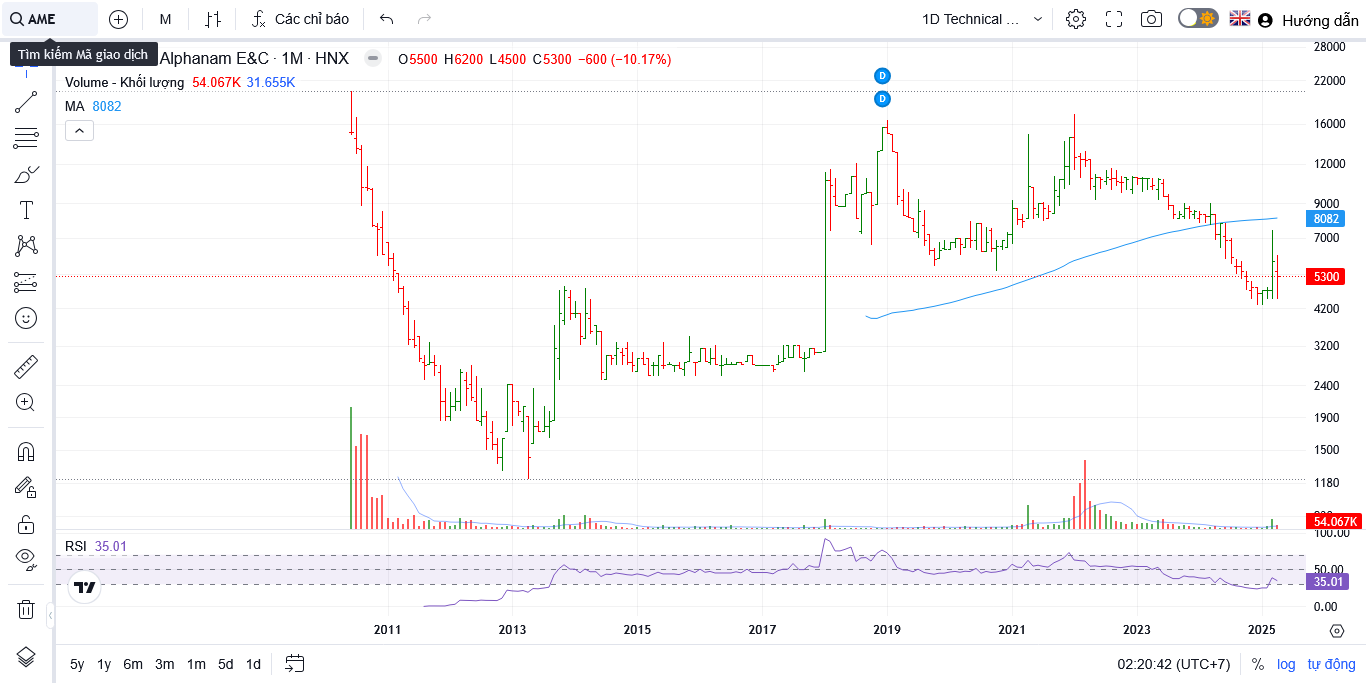 AME
M
Các chỉ báo
1D Technical ...
Hướng dẫn
Tìm kiếm Mã giao dịch
Alphanam E&C · 1M · HNX
O5500 H6200 L4500 C5300 −600 (−10.17%)
Volume - Khối lượng 54.067K 31.655K
MA 8082
D
D
28000
22000
16000
12000
9000
8082
7000
5300
4200
3200
2400
1900
1500
1180
54.067K
100.00
RSI 35.01
50.00
35.01
0.00
2011
2013
2015
2017
2019
2021
2023
2025
5y 1y 6m 3m 1m 5d 1d
02:20:42 (UTC+7)
% log tự động